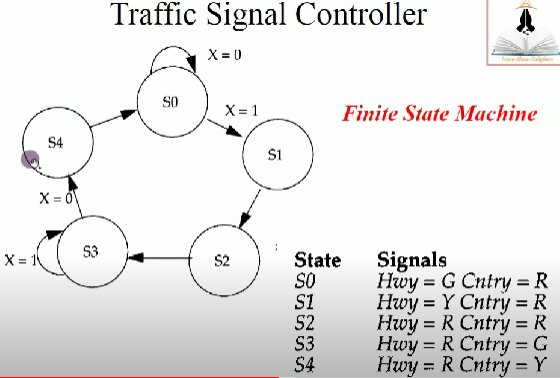 Traffic Signal Controller
X = 0
S0
X = 1
Finite State Machine
S4
S1
X = 0
X = 1
S3
S2
State Signals
S0 Hwy = G Cntry = R
S1 Hwy = Y Cntry = R
S2 Hwy = R Cntry = R
S3 Hwy = R Cntry = G
S4 Hwy = R Cntry = Y